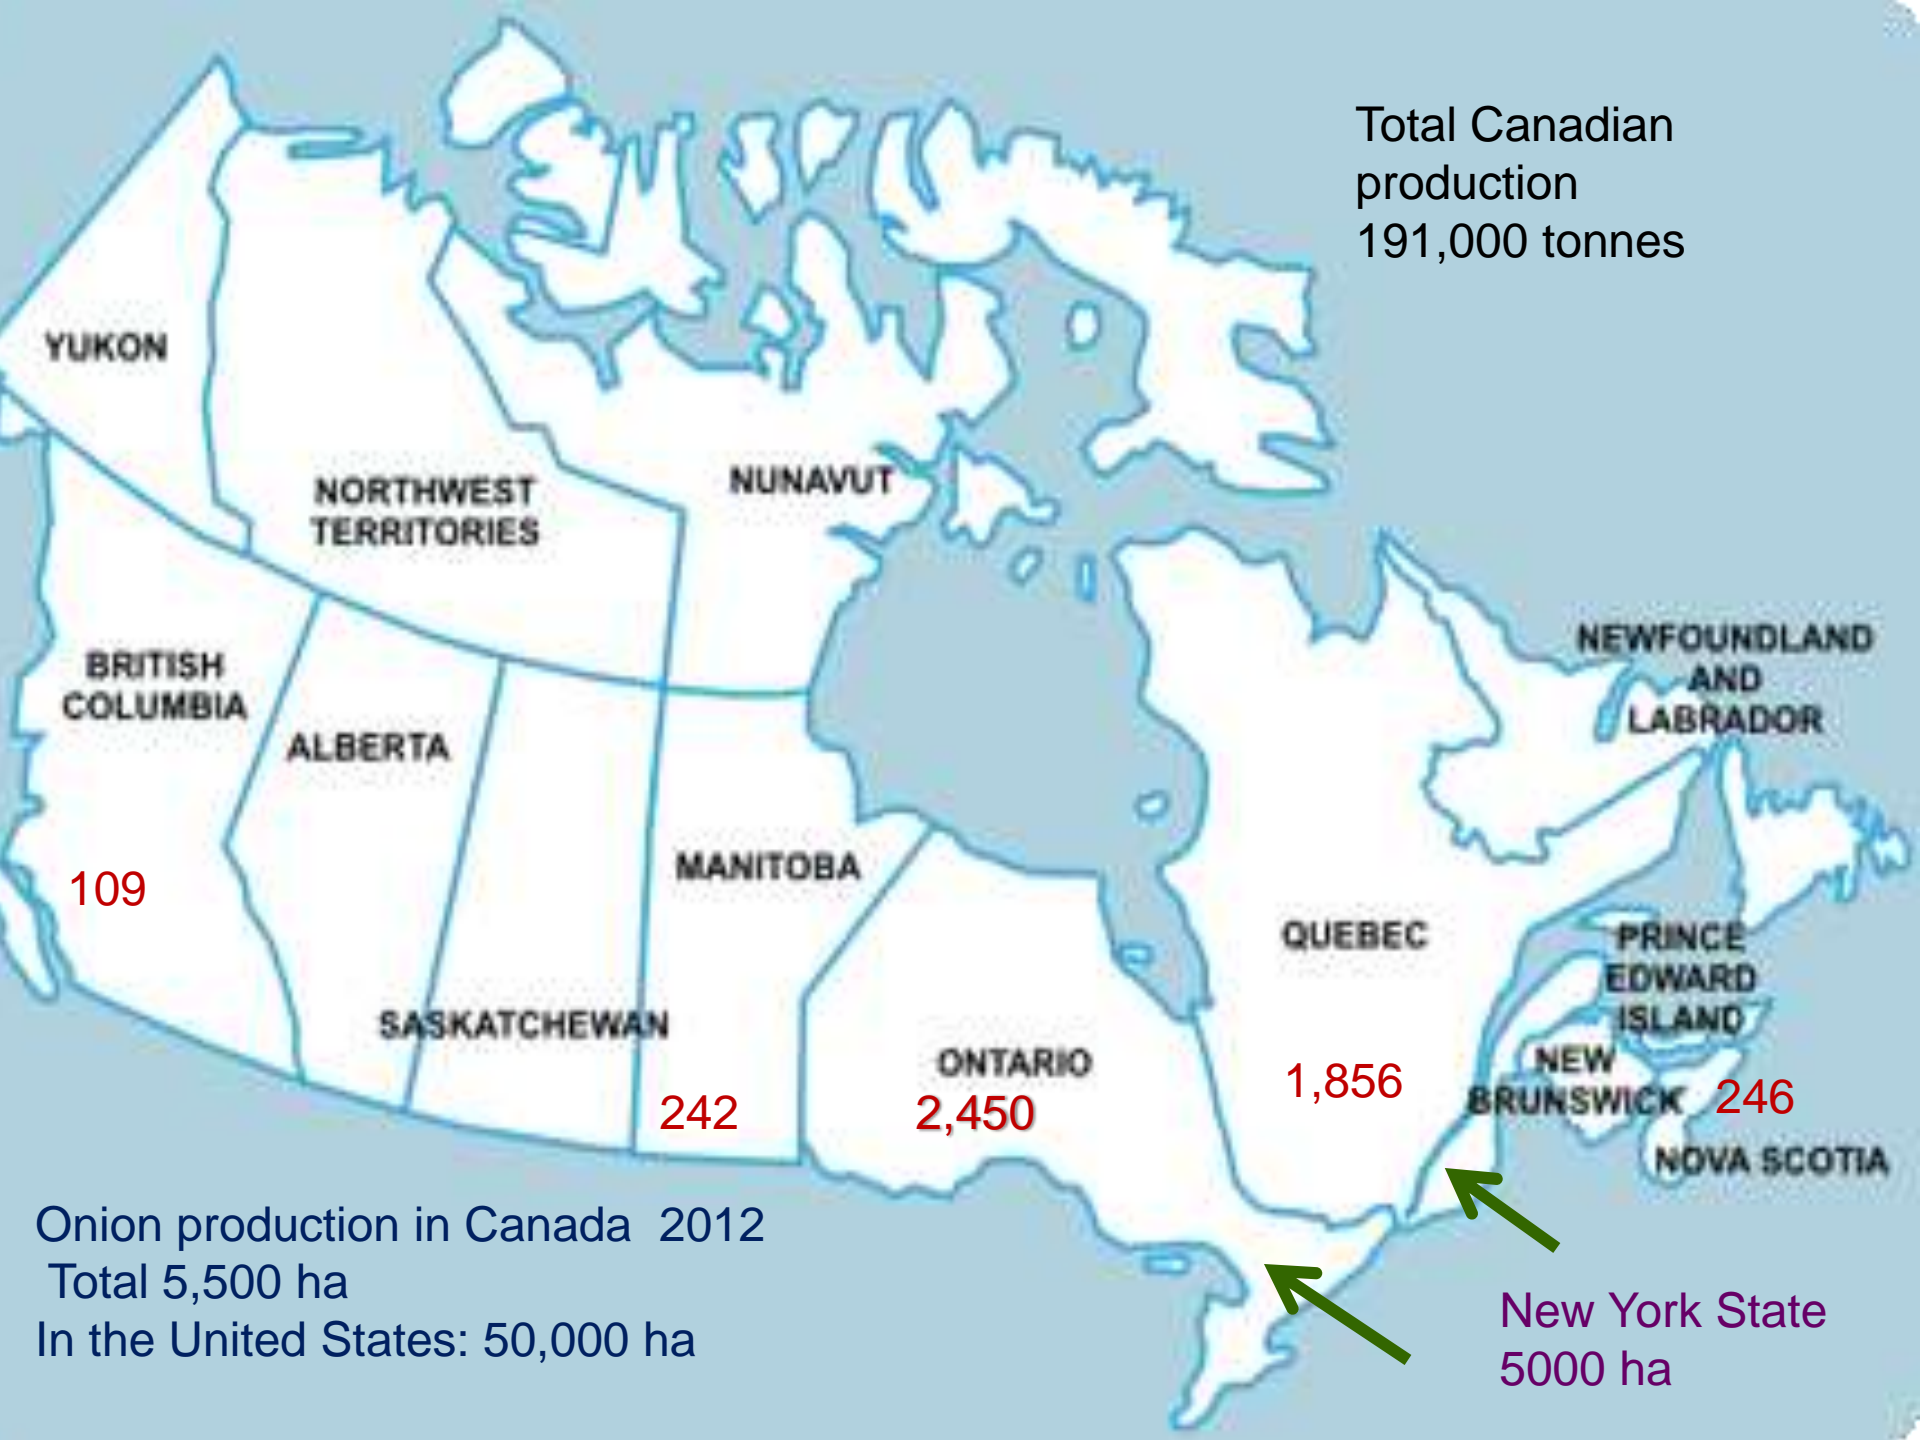 Total Canadian
production
191,000 tonnes
YUKON
NORTHWEST
TERRITORIES
NUNAVUT
BRITISH
COLUMBIA
ALBERTA
NEWFOUNDLAND
AND
LABRADOR
109
MANITOBA
SASKATCHEWAN
242
ONTARIO
2,450
QUEBEC
1,856
PRINCE
EDWARD
ISLAND
NEW
BRUNSWICK
246
NOVA SCOTIA
Onion production in Canada 2012
Total 5,500 ha
In the United States: 50,000 ha
New York State
5000 ha